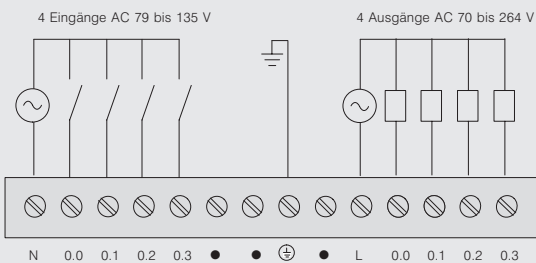 4 Eingänge AC 79 bis 135 V
4 Ausgänge AC 70 bis 264 V
N 0.0 0.1 0.2 0.3 ● ● ⏚ ● L 0.0 0.1 0.2 0.3